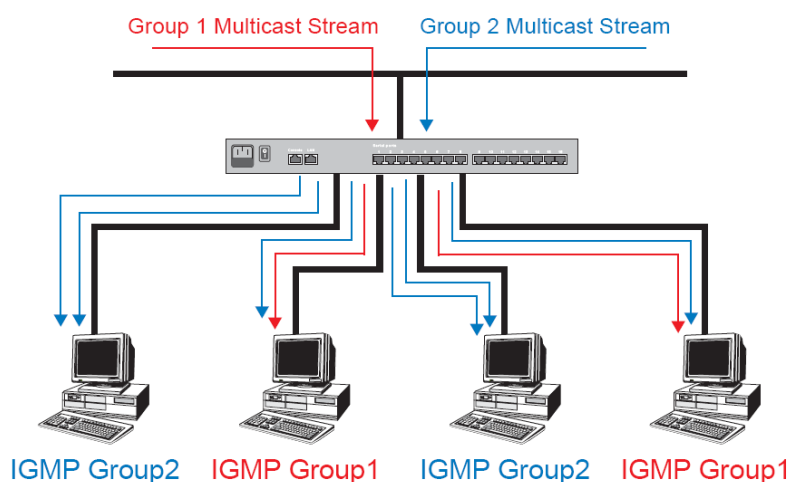 Group 1 Multicast Stream
Group 2 Multicast Stream
IGMP Group2
IGMP Group1
IGMP Group2
IGMP Group1